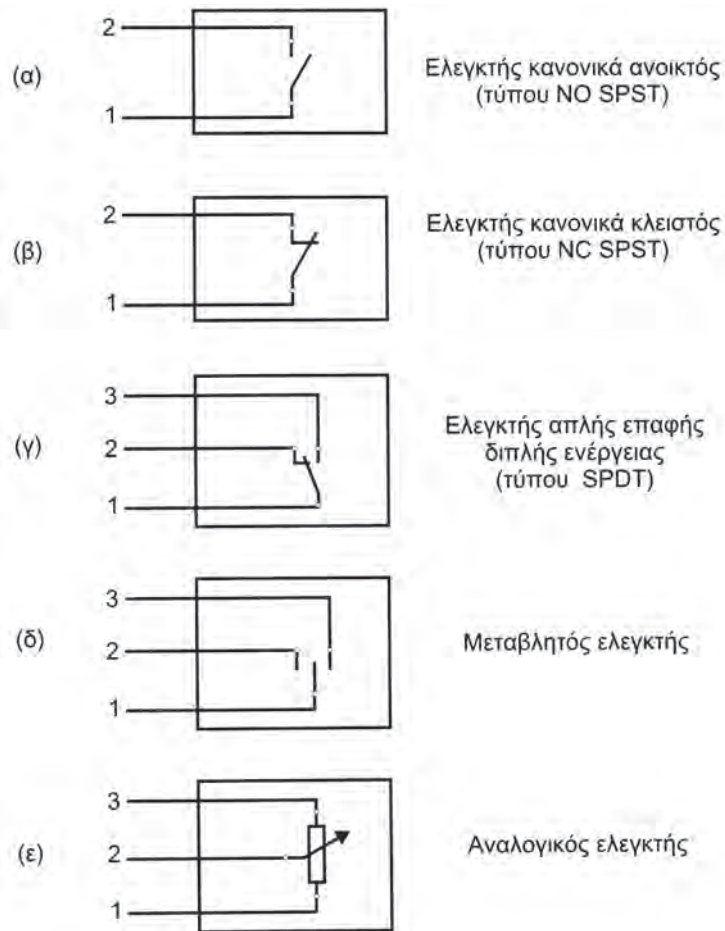 (α)
2
1
Ελεγκτής κανονικά ανοικτός
(τύπου NO SPST)
(β)
2
1
Ελεγκτής κανονικά κλειστός
(τύπου NC SPST)
(γ)
3
2
1
Ελεγκτής απλής επαφής
διπλής ενέργειας
(τύπου SPDT)
(δ)
3
2
1
Μεταβλητός ελεγκτής
(ε)
3
2
1
Αναλογικός ελεγκτής